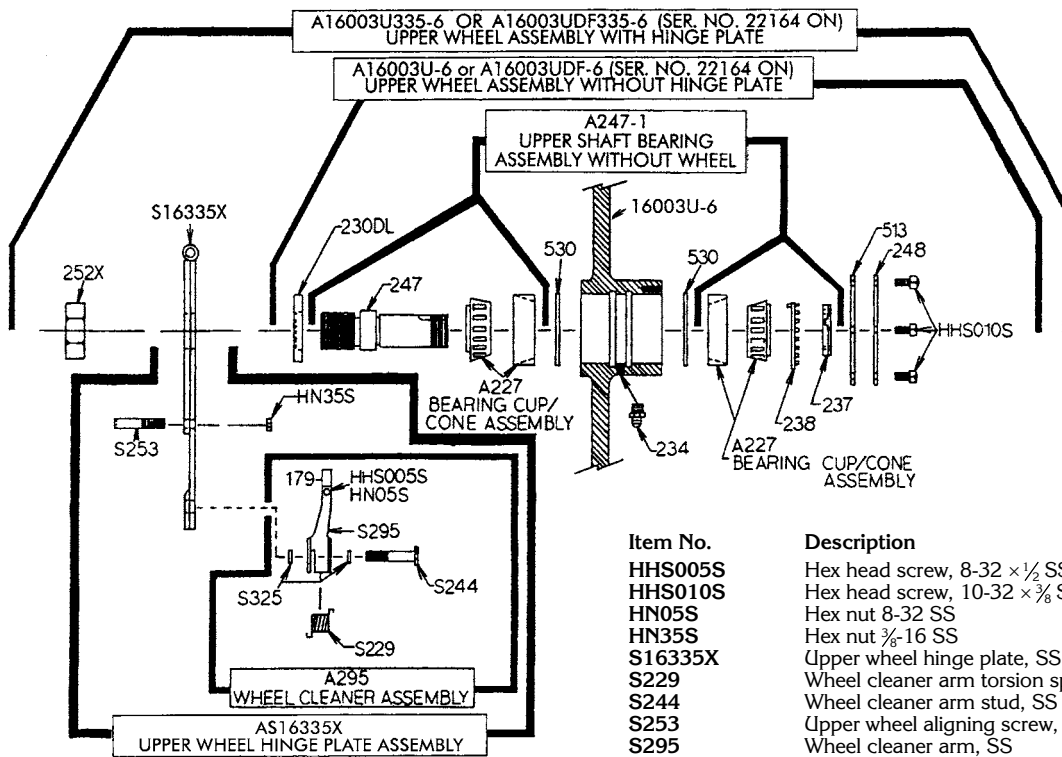 A16003U335-6 OR A16003UDF335-6 (SER. NO. 22164 ON)
UPPER WHEEL ASSEMBLY WITH HINGE PLATE
A16003U-6 or A16003UDF-6 (SER. NO. 22164 ON)
UPPER WHEEL ASSEMBLY WITHOUT HINGE PLATE
A247-1
UPPER SHAFT BEARING
ASSEMBLY WITHOUT WHEEL
S16335X
230DL
16003U-6
252X
247
530
530
513
248
HHS010S
A227
BEARING CUP/
CONE ASSEMBLY
HN35S
S253
234
238
237
A227
BEARING CUP/CONE
ASSEMBLY
179
HHS005S
HN05S
S295
S325
S244
S229
A295
WHEEL CLEANER ASSEMBLY
AS16335X
UPPER WHEEL HINGE PLATE ASSEMBLY
Item No. Description
HHS005S Hex head screw, 8-32 × ½ SS
HHS010S Hex head screw, 10-32 × ⅜ S
HN05S Hex nut 8-32 SS
HN35S Hex nut ⅜-16 SS
S16335X Upper wheel hinge plate, SS
S229 Wheel cleaner arm torsion sp
S244 Wheel cleaner arm stud, SS
S253 Upper wheel aligning screw,
S295 Wheel cleaner arm, SS